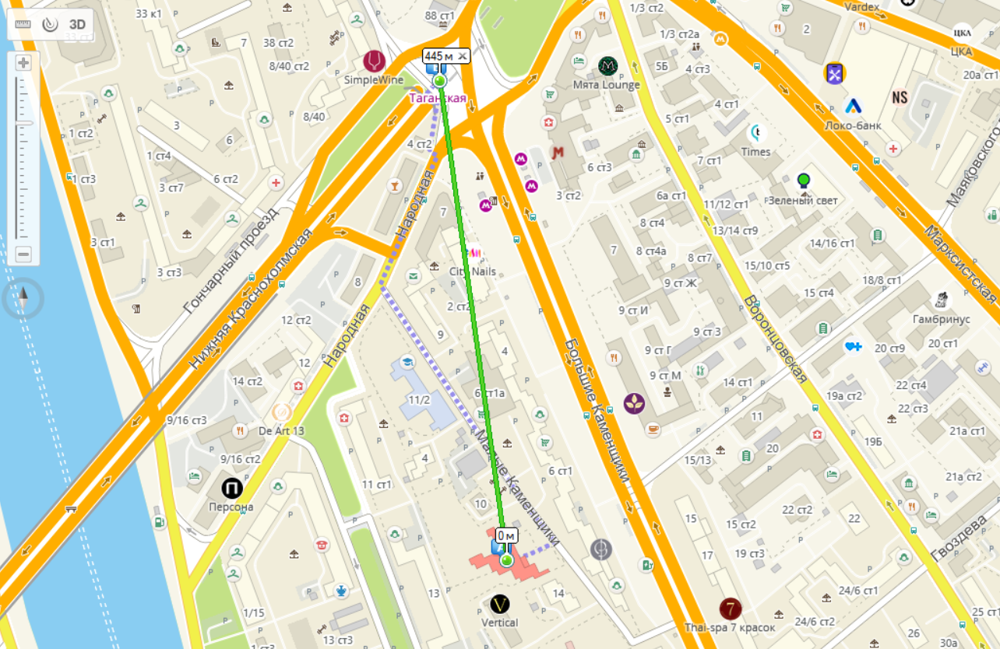 33 к1
88 ст1
1/3 ст2
Vardex
3D
7
38 ст2
1/3 ст2а
2
ЦКА
ЦКА
445 м
8/40 ст2
SimpleWine
5Б
4 ст3
20а ст1
Мята Lounge
Таганская
NS
8/40
4 ст1
Локо-банк
3
5 ст1
1 ст2
6
4 ст2
Times
1 ст4
7 ст1
6 ст3
Маяковского
1 ст3
3 ст7
6 ст2
3 ст2
6а ст1
Зеленый свет
11/12 ст1
Народная
7
8 ст4
13/14 ст9
3 ст1
Гончарный проезд
14/16 ст1
Марксистская
7
8 ст4а
8 ст7
15/10 ст5
3 ст3
City Nails
8
9 ст Ж
18/8 ст1
Нижняя Краснохолмская
15 ст4
2 ст2
9 ст И
Воронцовская
Гамбринус
12 ст2
9
9 ст3
Народная
4
9 ст Г
20 ст9
20 ст1
12
Большие Каменщики
14 ст2
9 ст М
14 ст1
22 ст4
11/2
6 ст1а
19а ст2
22 ст3
9/16 ст3
De Art 13
11
21а ст1
19Б
20
9/16 ст2
4
Малые Каменщики
15/13
6 ст1
21а ст2
11 ст1
Персона
10
22 ст2
15
22
15 ст2
0 м
Гвоздева
17
19 ст3
13
14
24/6 ст1
1/15
Vertical
7
25 ст1
Thai-spa 7 красок
24/6 ст2
26
13 ст3
30а